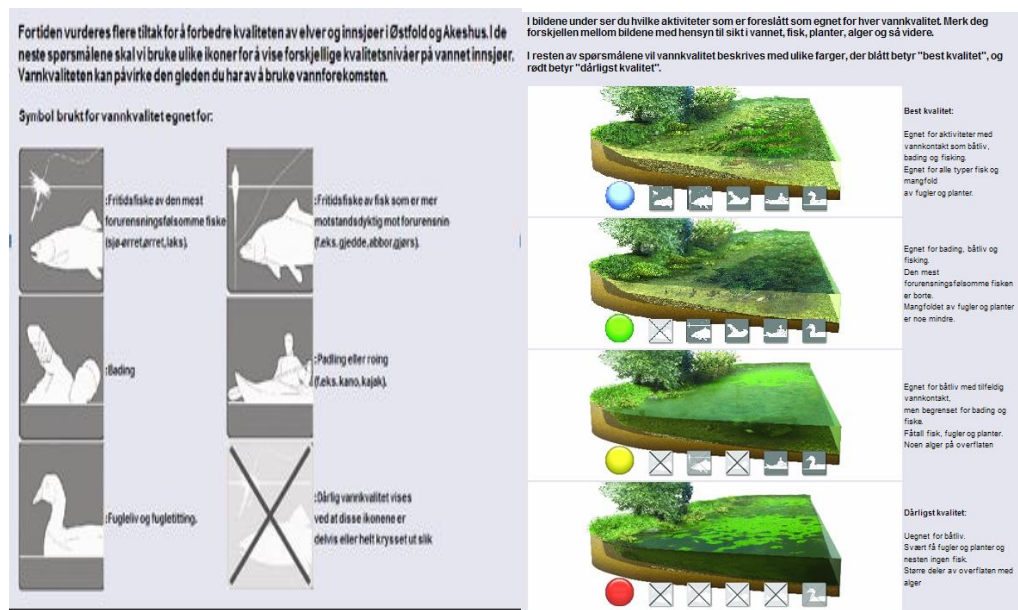 For tiden vurderes flere tiltak for å forbedre kvaliteten av elver og innsjøer i Østfold og Akeshus. I de
neste spørsmålene skal vi bruke ulike ikoner for å vise forskjellige kvalitetsnivåer på vannet innsjøer.
Vannkvaliteten kan påvirke den gleden du har av å bruke vannforekomsten.
Symbol brukt for vannkvalitet egnet for:
:Fritidsfiske av den mest
forurensningsfølsomme fiske
(sjø-ørret,ørret, laks).
:Fritidsfiske av fisk som er mer
motstandsdyktig mot forurensnin
(f.eks. gjedde, abbor, gjørs).
:Bading
:Padling eller roing
(f.eks. kano, kajak).
:Fugleliv og fugletitting.
:Dårlig vannkvalitet vises
ved at disse ikonene er
delvis eller helt krysset ut slik
I bildene under ser du hvilke aktiviteter som er foreslått som egnet for hver vannkvalitet. Merk deg
forskjellen mellom bildene med hensyn til sikt i vannet, fisk, planter, alger og så videre.
I resten av spørsmålene vil vannkvalitet beskrives med ulike farger, der blått betyr "best kvalitet", og
rødt betyr "dårligst kvalitet".
Best kvalitet:
Egnet for aktiviteter med
vannkontakt som båtliv,
bading og fisking.
Egnet for alle typer fisk og
mangfold
av fugler og planter.
Egnet for bading, båtliv og
fisking.
Den mest
forurensningsfølsomme fisken
er borte.
Mangfoldet av fugler og planter
er noe mindre.
Egnet for båtliv med tilfeldig
vannkontakt,
men begrenset for bading og
fiske.
Fåtall fisk, fugler og planter.
Noen alger på overflaten
Dårligst kvalitet:
Uegnet for båtliv.
Svært få fugler og planter og
nesten ingen fisk.
Større deler av overflaten med
alger